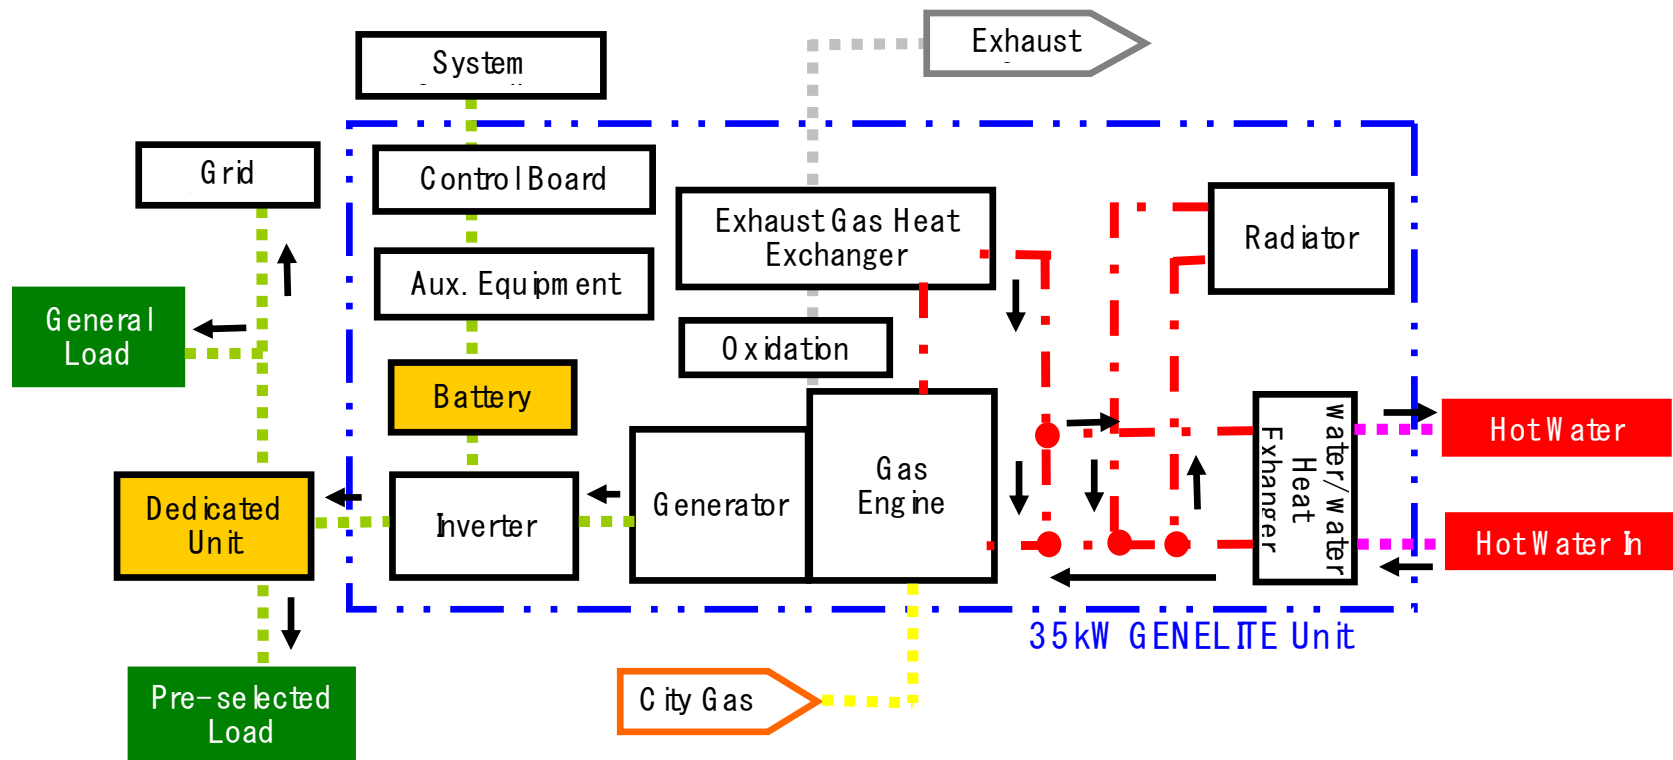 Exhaust
System
Grid
Control Board
Exhaust Gas Heat
Exchanger
Radiator
Aux. Equipment
General
Load
Oxidation
Battery
Water/Water
Heat
Exhanger
Hot Water
Gas
Engine
Generator
Inverter
Dedicated
Unit
Hot Water In
35kW GENELITE Unit
Pre-selected
Load
City Gas